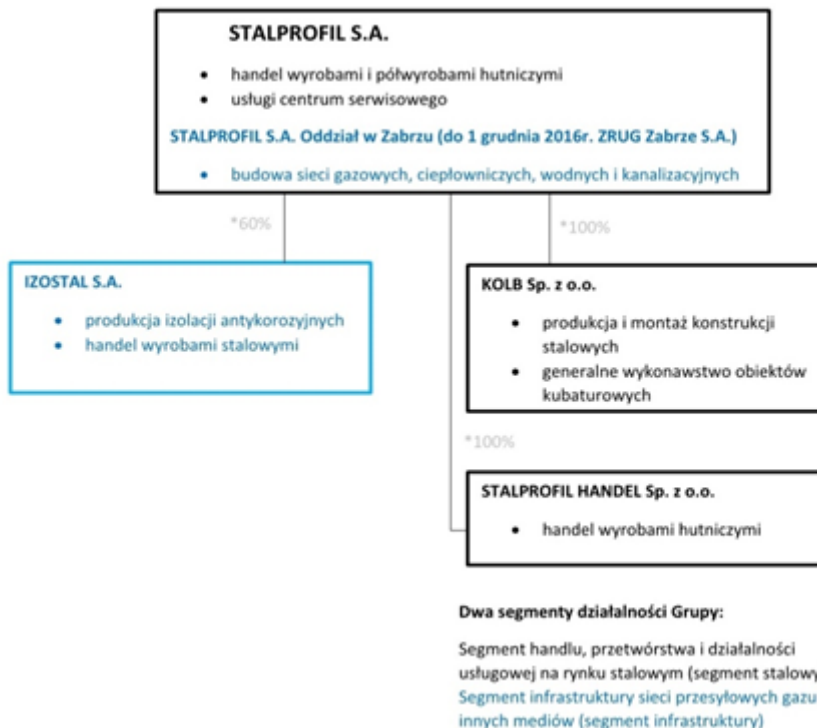 STALPROFIL S.A.
• handel wyrobami i półwyrobami hutniczymi
• usługi centrum serwisowego
STALPROFIL S.A. Oddział w Zabrzu (do 1 grudnia 2016r. ZRUG Zabrze S.A.)
• budowa sieci gazowych, ciepłowniczych, wodnych i kanalizacyjnych
*60%
*100%
IZOSTAL S.A.
• produkcja izolacji antykorozyjnych
• handel wyrobami stalowymi
KOLB Sp. z o.o.
• produkcja i montaż konstrukcji
stalowych
• generalne wykonawstwo obiektów
kubaturowych
*100%
STALPROFIL HANDEL Sp. z o.o.
• handel wyrobami hutniczymi
Dwa segmenty działalności Grupy:
Segment handlu, przetwórstwa i działalności
usługowej na rynku stalowym (segment stalowy
Segment infrastruktury sieci przesyłowych gazu
innych mediów (segment infrastruktury)